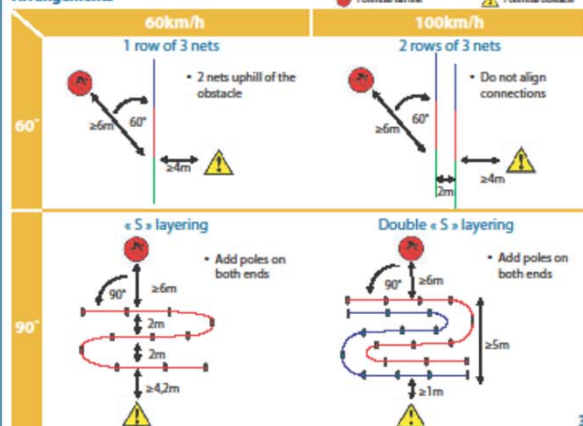 60km/h
100km/h
60°
1 row of 3 nets
• 2 nets uphill of the
obstacle
≥6m
60°
≥4m
2 rows of 3 nets
• Do not align
connections
≥6m
60°
2m
≥4m
90°
« S » layering
• Add poles on
both ends
90°
≥6m
2m
2m
≥4,2m
Double « S » layering
• Add poles on
both ends
90°
≥6m
≥5m
≥1m